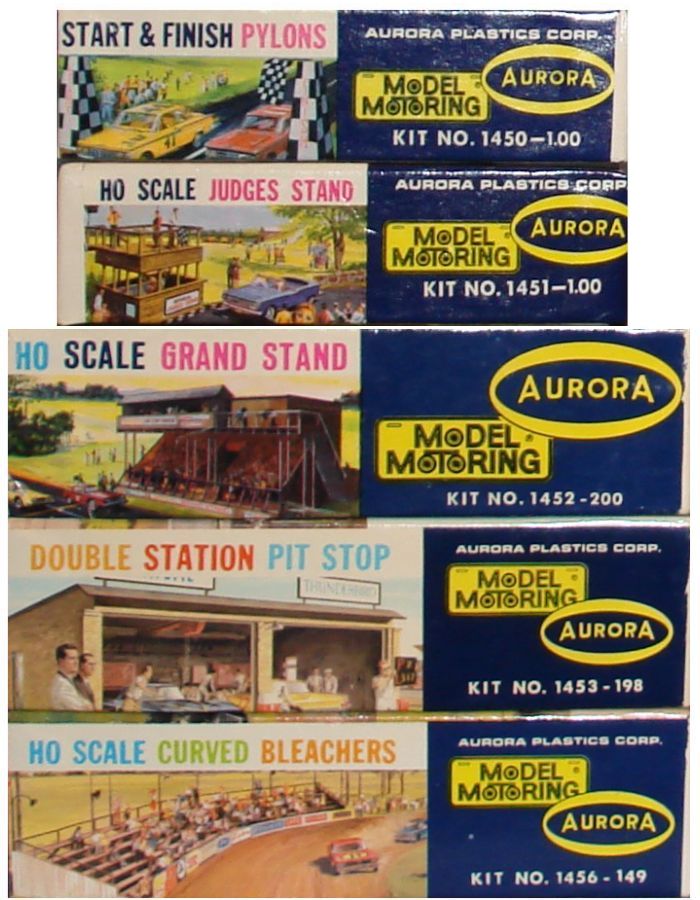 START & FINISH PYLONS
AURORA PLASTICS CORP.
MODEL
MOTORING
AURORA
KIT NO. 1450-1.00
41
HO SCALE JUDGES STAND
AURORA PLASTICS CORP
MODEL
MOTORING
AURORA
KIT NO. 1451-1.00
HO SCALE GRAND STAND
AURORA
MODEL
MOTORING
KIT NO. 1452-200
DOUBLE STATION PIT STOP
THUNDERBIRD
AURORA PLASTICS CORP.
MODEL
MOTORING
AURORA
KIT NO. 1453-198
HO SCALE CURVED BLEACHERS
AURORA PLASTICS CORP.
MODEL
MOTORING
AURORA
KIT NO. 1456-149